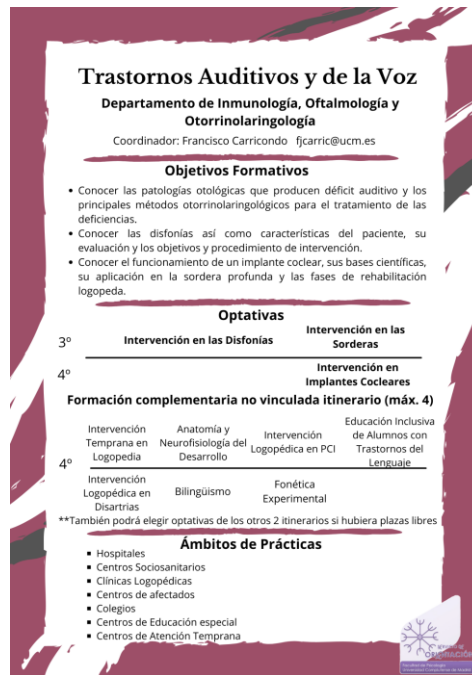 Trastornos Auditivos y de la Voz
Departamento de Inmunología, Oftalmología y
Otorrinolaringología
Coordinador: Francisco Carricondo fjcarric@ucm.es
Objetivos Formativos
• Conocer las patologías otológicas que producen déficit auditivo y los
principales métodos otorrinolaringológicos para el tratamiento de las
deficiencias.
• Conocer las disfonías así como características del paciente, su
evaluación y los objetivos y procedimiento de intervención.
• Conocer el funcionamiento de un implante coclear, sus bases científicas,
su aplicación en la sordera profunda y las fases de rehabilitación
logopeda.
Optativas
3º
Intervención en las Disfonías
Intervención en las
Sorderas
4º
Intervención en
Implantes Cocleares
Formación complementaria no vinculada itinerario (máx. 4)
4º
Intervención
Temprana en
Logopedia
Anatomía y
Neurofisiología del
Desarrollo
Intervención
Logopédica en PCI
Educación Inclusiva
de Alumnos con
Trastornos del
Lenguaje
Intervención
Logopédica en
Disartrias
Bilingüismo
Fonética
Experimental
**También podrá elegir optativas de los otros 2 itinerarios si hubiera plazas libres
Ámbitos de Prácticas
▪ Hospitales
▪ Centros Sociosanitarios
▪ Clínicas Logopédicas
▪ Centros de afectados
▪ Colegios
▪ Centros de Educación especial
▪ Centros de Atención Temprana